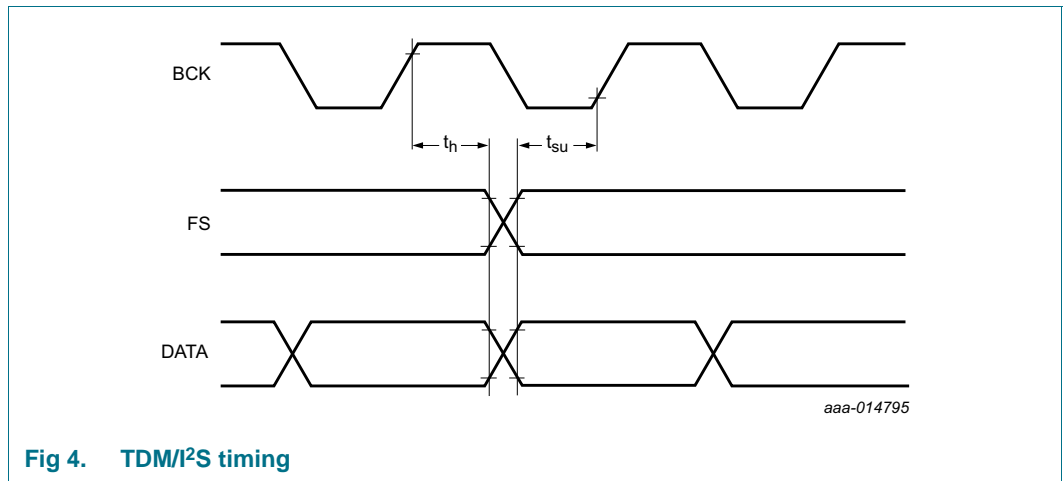 BCK
th
tsu
FS
DATA
aaa-014795
Fig 4. TDM/I²S timing